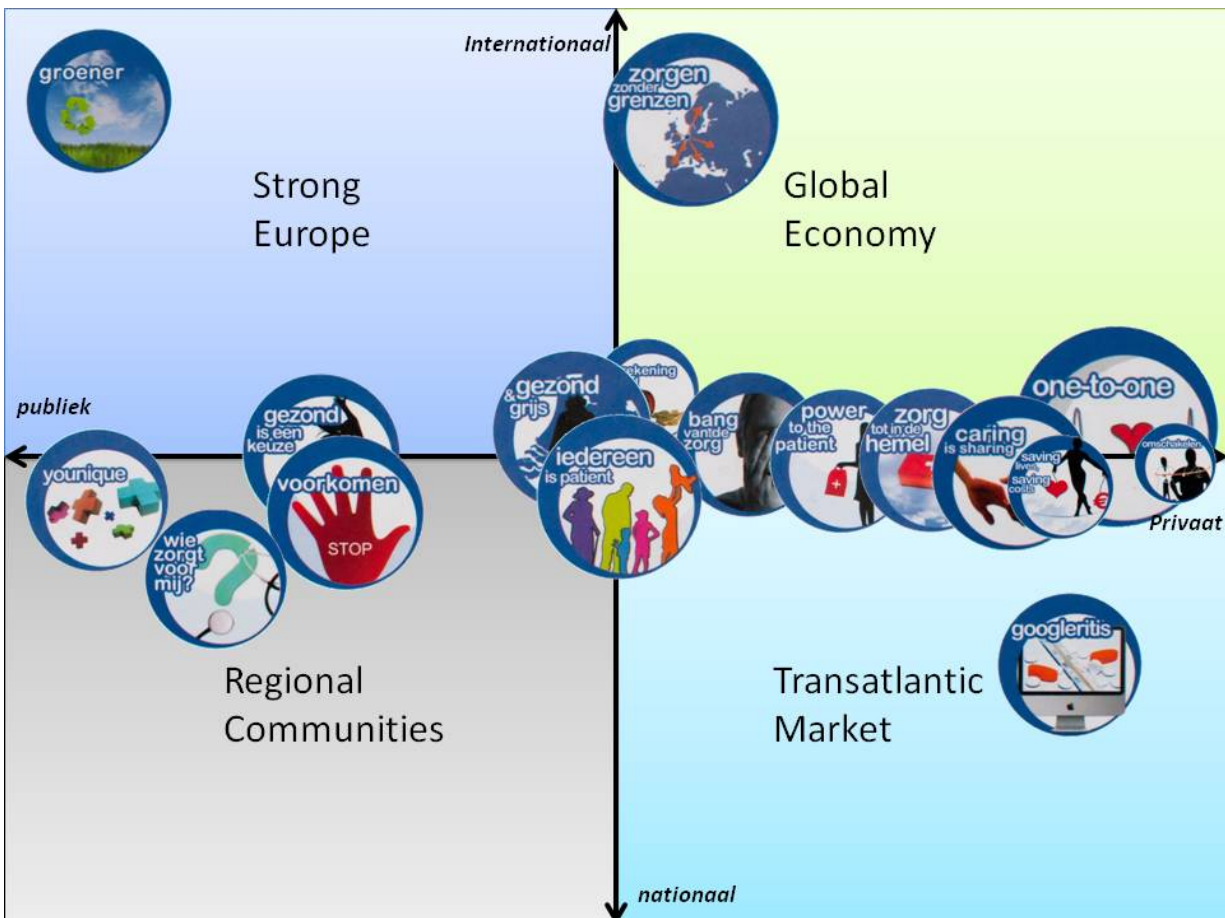 Internationaal
groener
zorgen
zonder
grenzen
Strong
Europe
Global
Economy
publiek
gezond
is een
keuze
& gezond
grijs
bang
van de
zorg
power
to the
patient
zorg
tot in de
hemel
caring
is sharing
one-to-one
saving
lives,
saving
costs
omschakelen
Privaat
younique
wie
zorgt
voor
mij?
voorkomen
STOP
iedereen
is patient
googleritis
Regional
Communities
Transatlantic
Market
nationaal